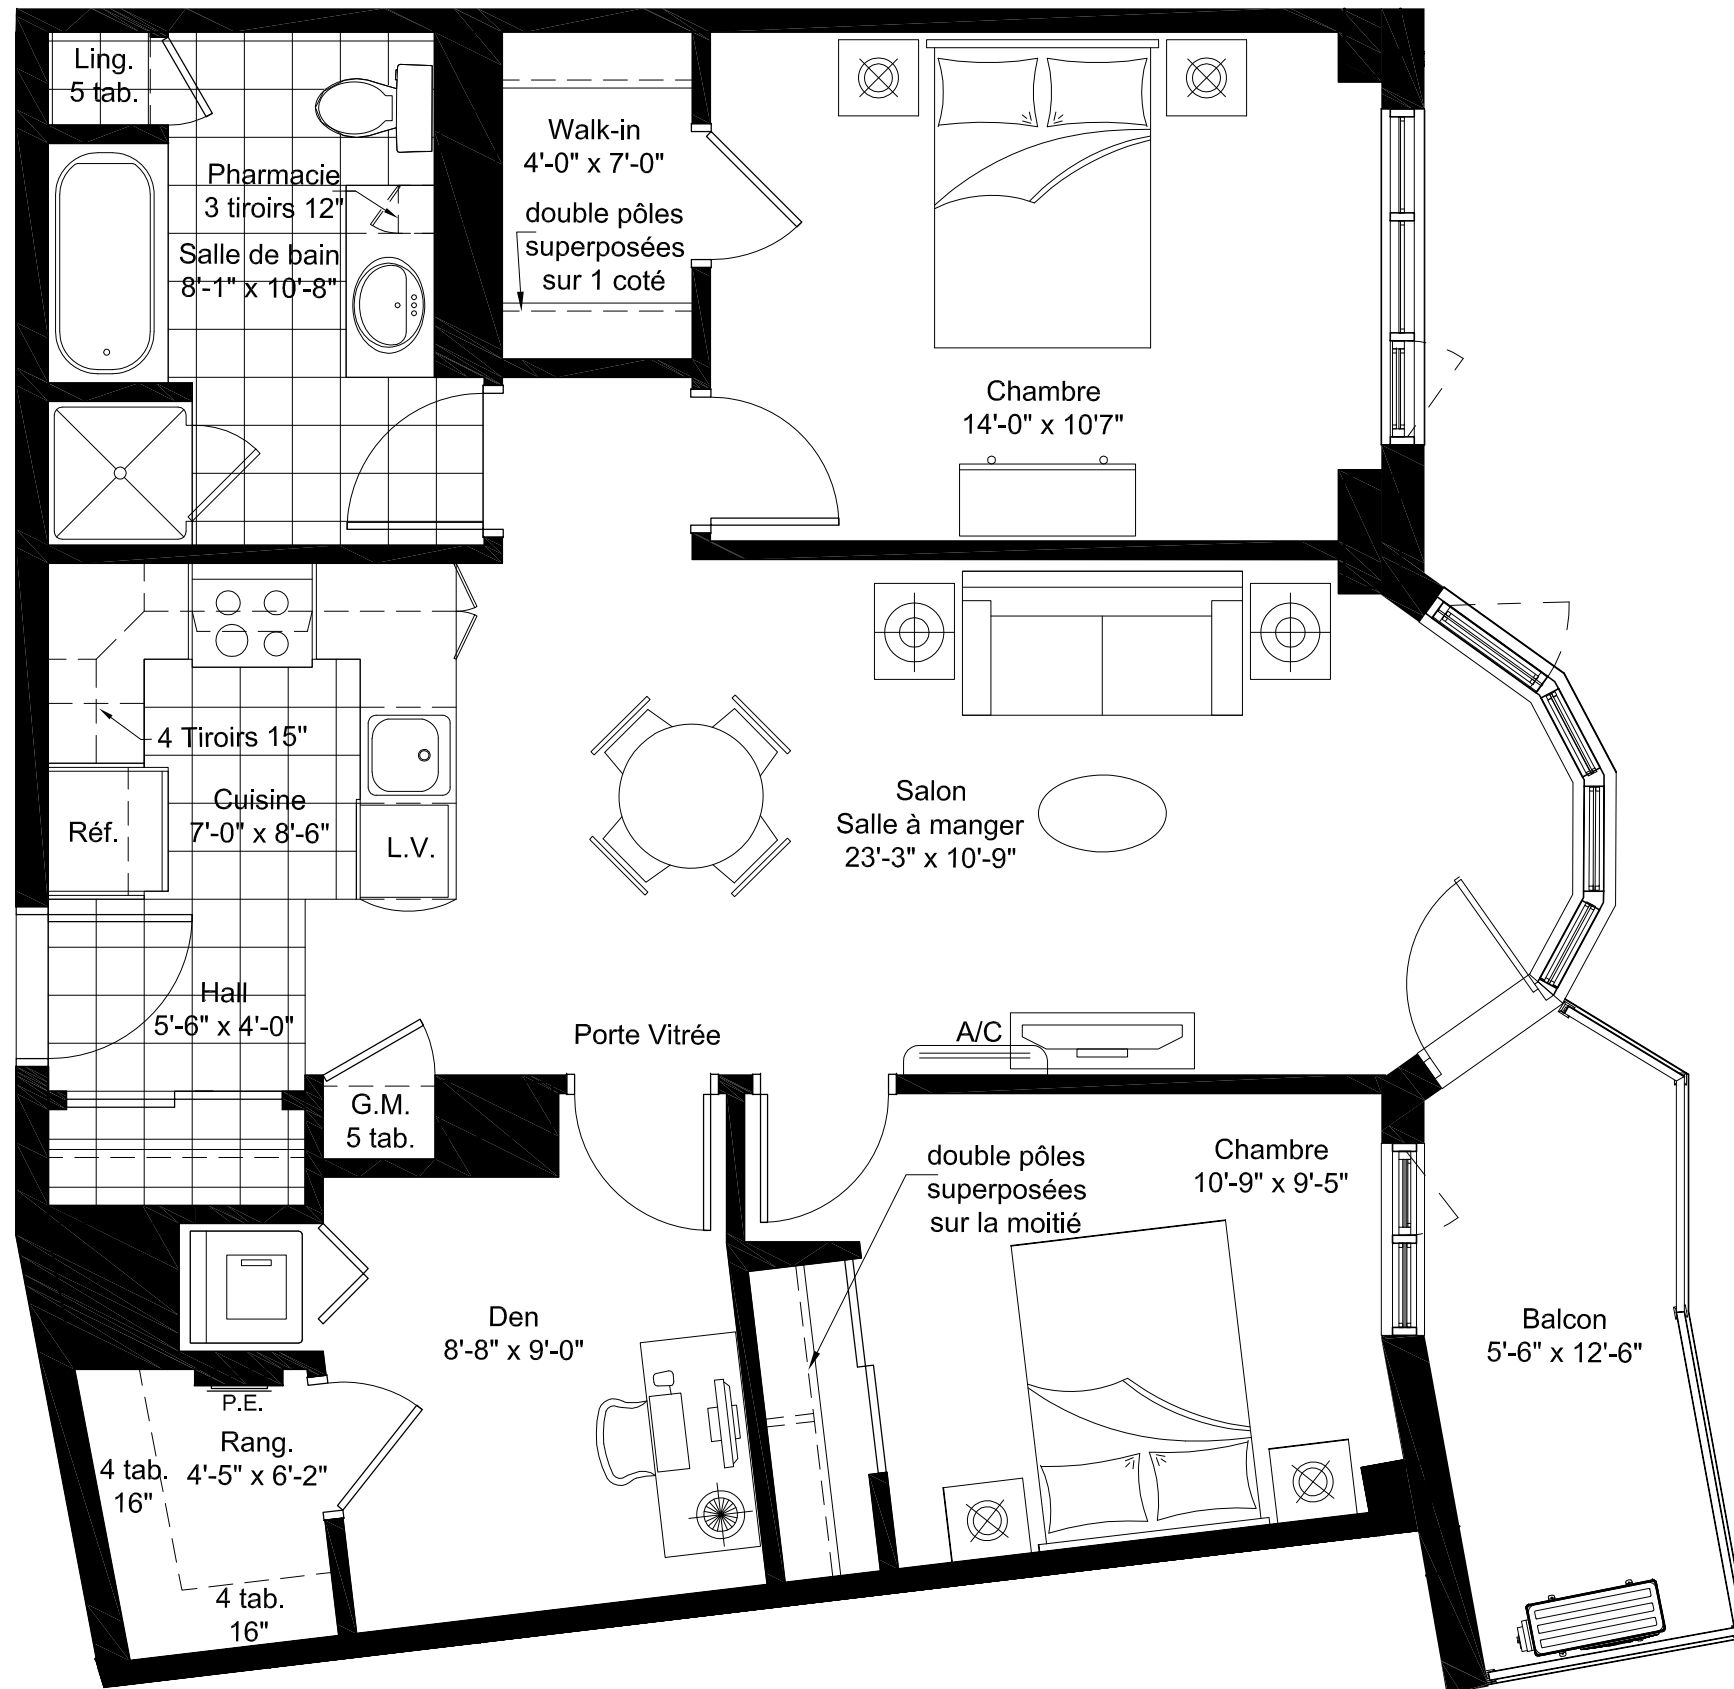 Ling.
5 tab.
Pharmacie
3 tiroirs 12"
Salle de bain
8'-1" x 10'-8"
Walk-in
4'-0" x 7'-0"
double pôles
superposées
sur 1 coté
Chambre
14'-0" x 10'7"
4 Tiroirs 15"
Cuisine
7'-0" x 8'-6"
Réf.
L.V.
Salon
Salle à manger
23'-3" x 10'-9"
Hall
5'-6" x 4'-0"
Porte Vitrée
A/C
G.M.
5 tab.
double pôles
superposées
sur la moitié
Chambre
10'-9" x 9'-5"
Den
8'-8" x 9'-0"
Balcon
5'-6" x 12'-6"
P.E.
Rang.
4'-5" x 6'-2"
4 tab.
16"
4 tab.
16"